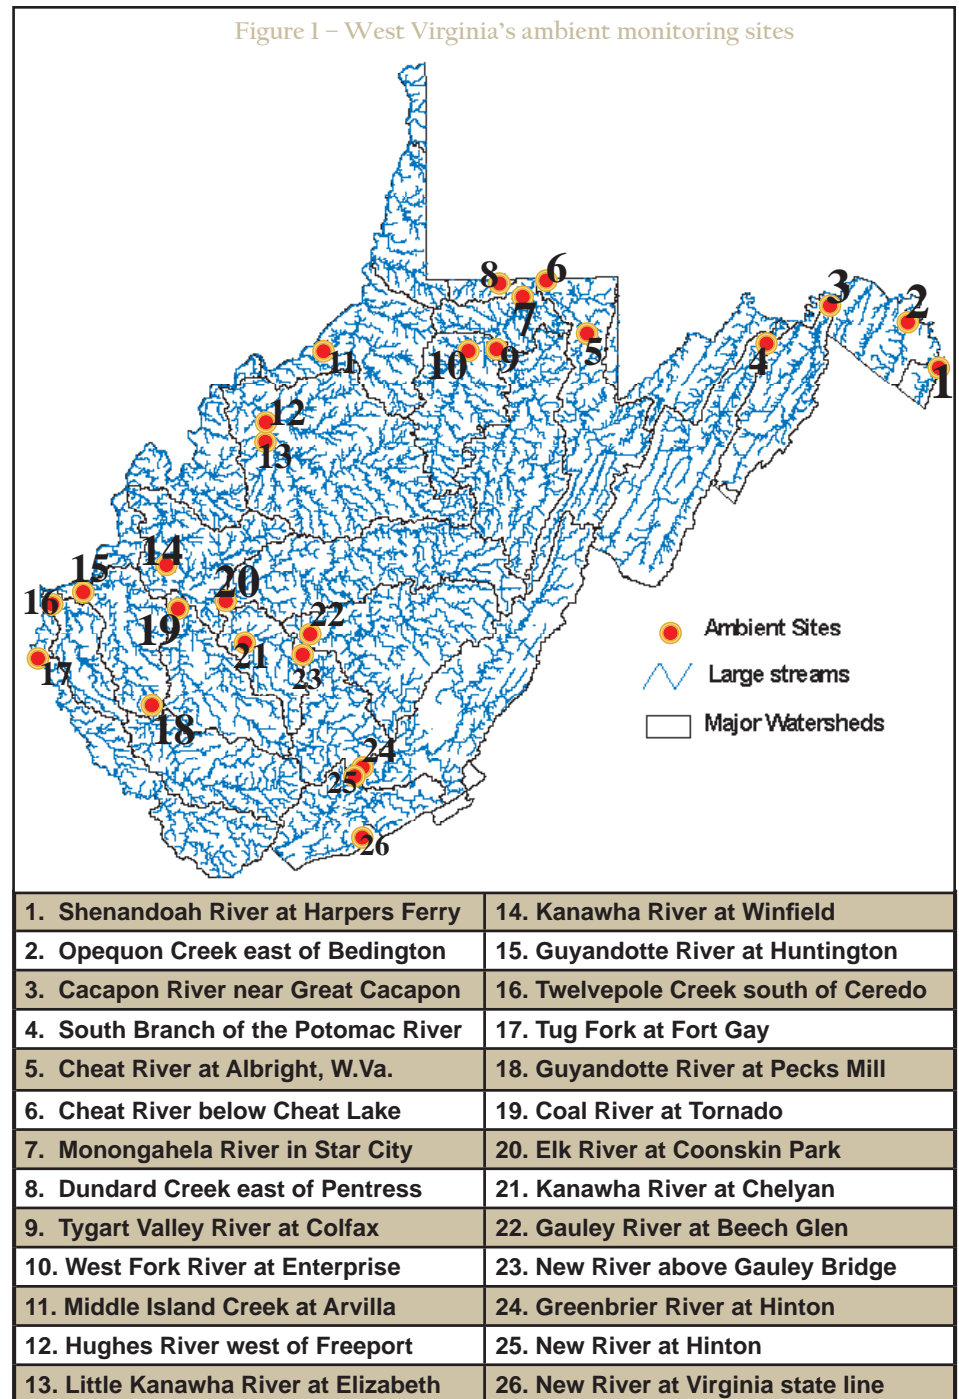 Figure 1 – West Virginia's ambient monitoring sites
8
6
7
3
2
5
4
1
10
9
11
12
13
14
15
16
20
19
22
21
23
17
18
24
25
26
Ambient Sites
Large streams
Major Watersheds
1. Shenandoah River at Harpers Ferry
2. Opequon Creek east of Bedington
3. Cacapon River near Great Cacapon
4. South Branch of the Potomac River
5. Cheat River at Albright, W.Va.
6. Cheat River below Cheat Lake
7. Monongahela River in Star City
8. Dundard Creek east of Pentress
9. Tygart Valley River at Colfax
10. West Fork River at Enterprise
11. Middle Island Creek at Arvilla
12. Hughes River west of Freeport
13. Little Kanawha River at Elizabeth
14. Kanawha River at Winfield
15. Guyandotte River at Huntington
16. Twelvepole Creek south of Ceredo
17. Tug Fork at Fort Gay
18. Guyandotte River at Pecks Mill
19. Coal River at Tornado
20. Elk River at Coonskin Park
21. Kanawha River at Chelyan
22. Gauley River at Beech Glen
23. New River above Gauley Bridge
24. Greenbrier River at Hinton
25. New River at Hinton
26. New River at Virginia state line